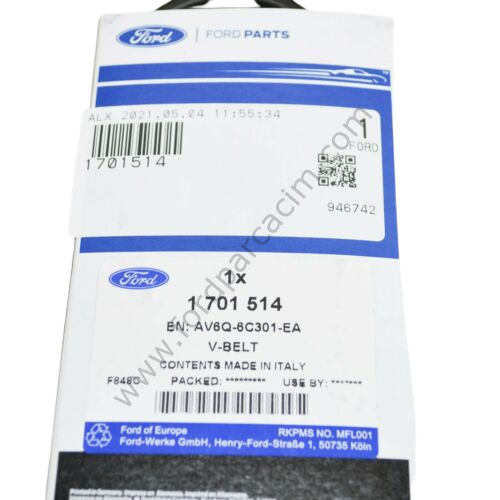 Ford
FORD PARTS
ALX 2021.05.04 11:55:34
1701514
1
FORD
946742
www.fordparcacim.com
Ford
1x
1 701 514
EN: AV6Q-6C301-EA
V-BELT
CONTENTS MADE IN ITALY
F848C PACKED: ********* USE BY: *******
Ford of Europe RKPMS NO. MFL001
Ford-Werke GmbH, Henry-Ford-Straße 1, 50735 Köln